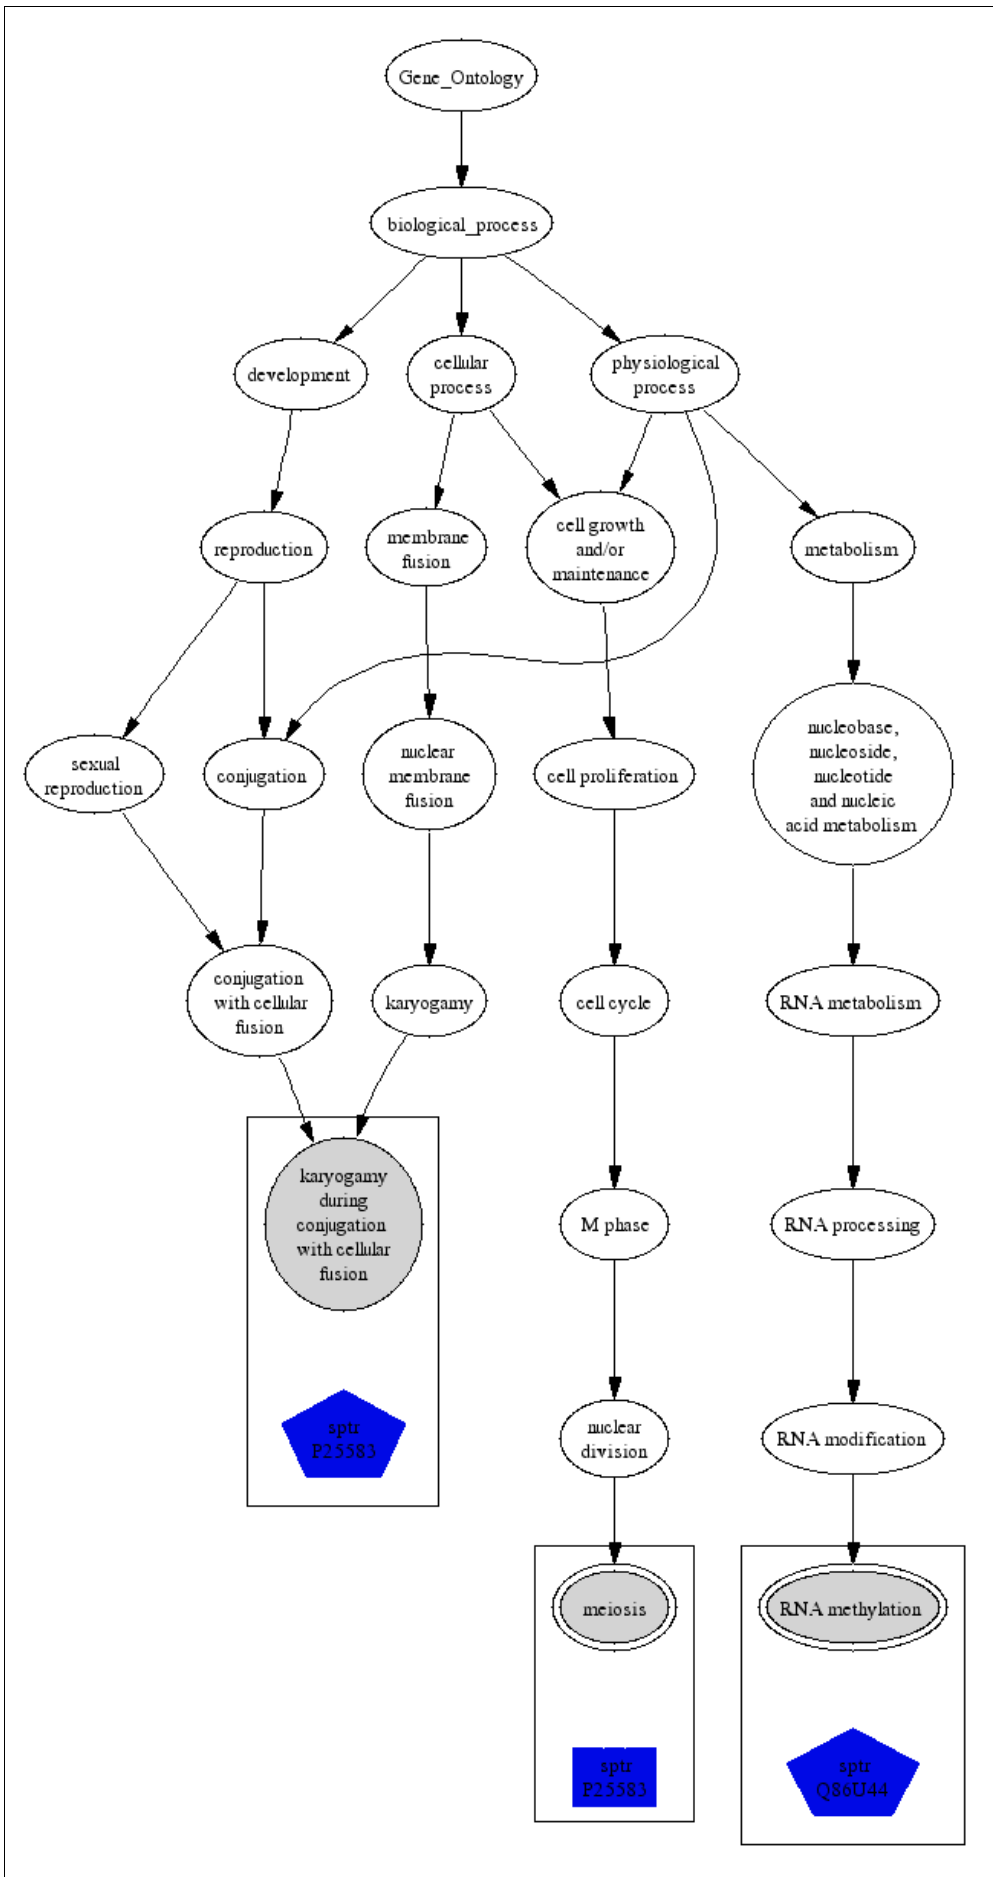 Gene_Ontology
biological_process
development
cellular
process
physiological
process
reproduction
membrane
fusion
cell growth
and/or
maintenance
metabolism
sexual
reproduction
conjugation
nuclear
membrane
fusion
cell proliferation
nucleobase,
nucleoside,
nucleotide
and nucleic
acid metabolism
conjugation
with cellular
fusion
karyogamy
cell cycle
RNA metabolism
karyogamy
during
conjugation
with cellular
fusion
M phase
RNA processing
sptr
P25583
nuclear
division
RNA modification
meiosis
RNA methylation
sptr
P25583
sptr
Q86U44